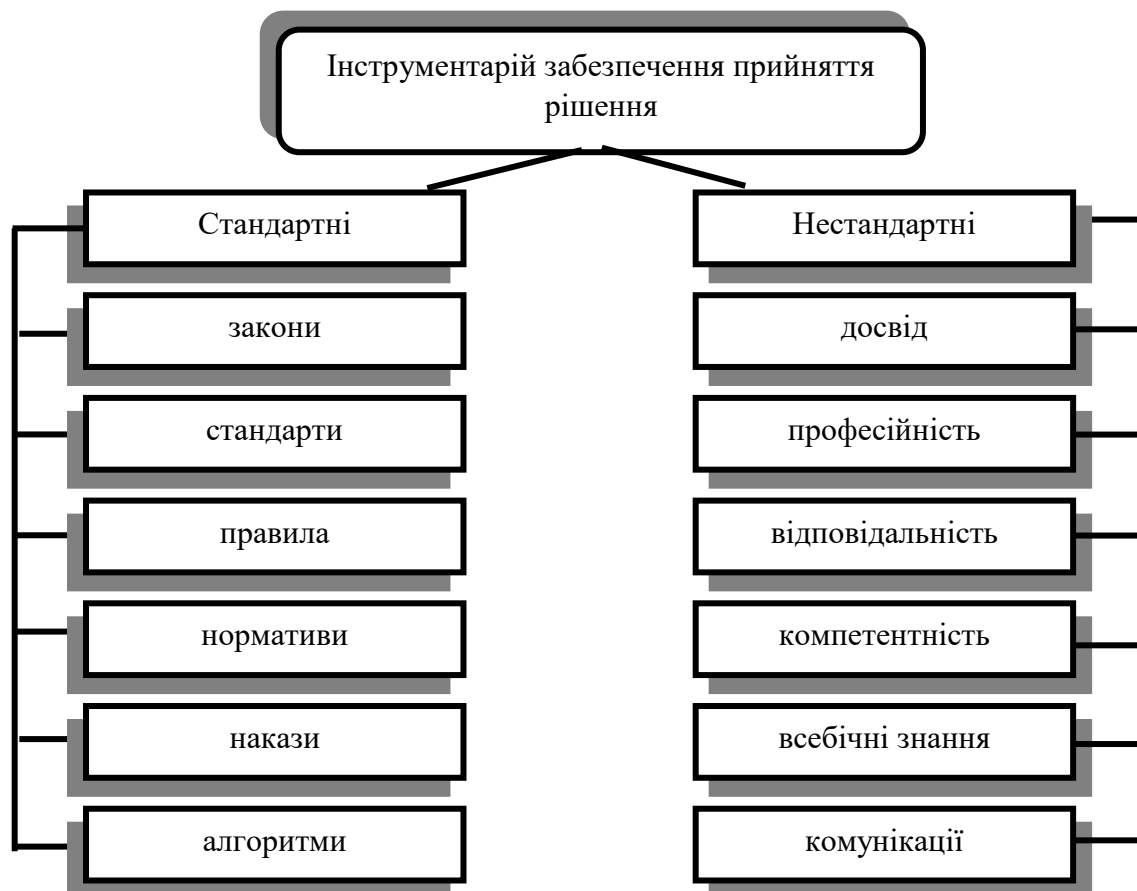 Інструментарій забезпечення прийняття
рішення
Стандартні
Нестандартні
закони
досвід
стандарти
професійність
правила
відповідальність
нормативи
компетентність
накази
всебічні знання
алгоритми
комунікації